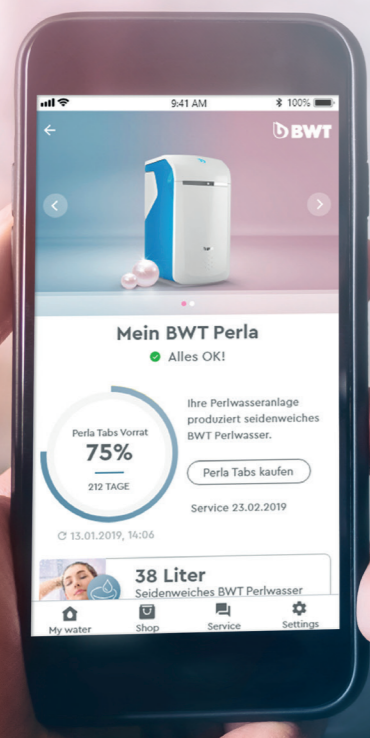 9:41 AM
100%
BWT
Mein BWT Perla
Alles OK!
Perla Tabs Vorrat
75%
212 TAGE
Ihre Perlwasseranlage
produziert seidenweiches
BWT Perlwasser.
Perla Tabs kaufen
Service 23.02.2019
13.01.2019, 14:06
38 Liter
Seidenweiches BWT Perlwasser
My water
Shop
Service
Settings